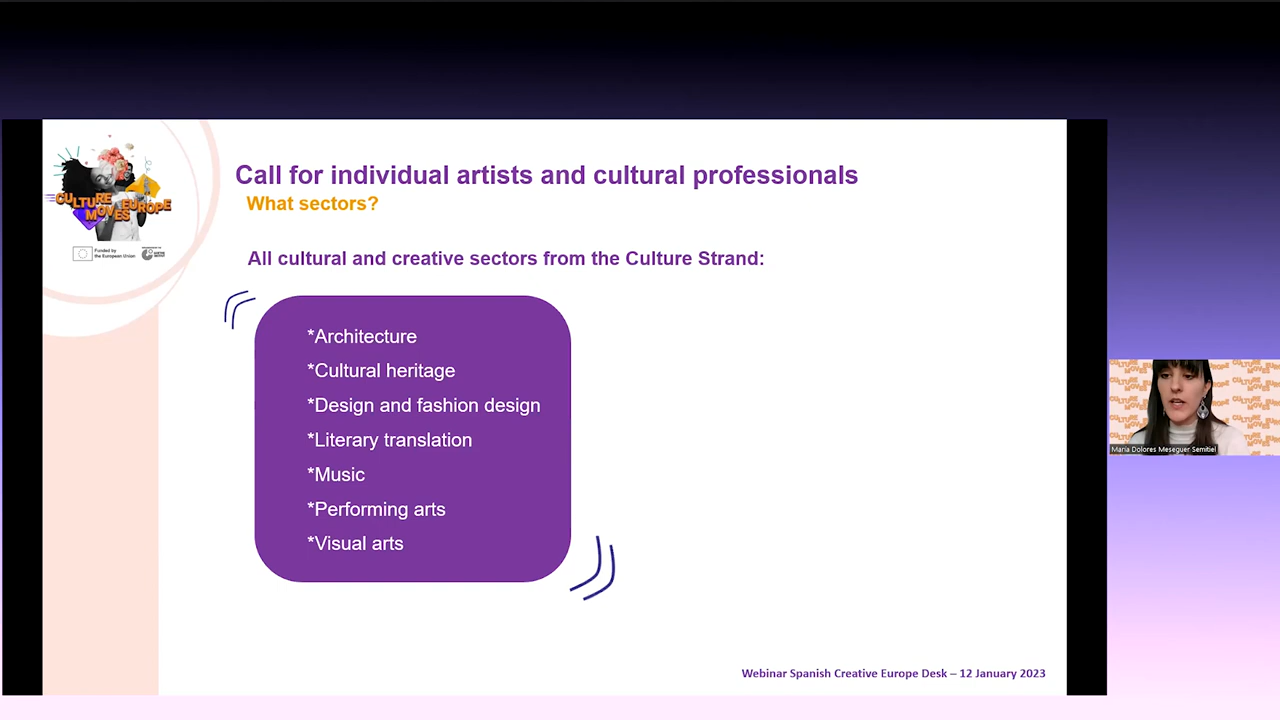 Call for individual artists and cultural professionals
What sectors?
CULTURE
MOVES EUROPE
Funded by
the European Union
All cultural and creative sectors from the Culture Strand:
*Architecture
*Cultural heritage
*Design and fashion design
*Literary translation
*Music
*Performing arts
*Visual arts
María Dolores Meseguer Semitiel
Webinar Spanish Creative Europe Desk – 12 January 2023